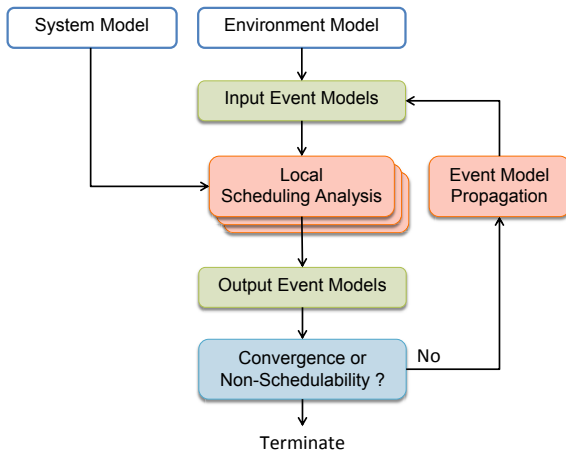 System Model
Environment Model
Input Event Models
Local
Scheduling Analysis
Event Model
Propagation
Output Event Models
Convergence or
Non-Schedulability ?
No
Terminate